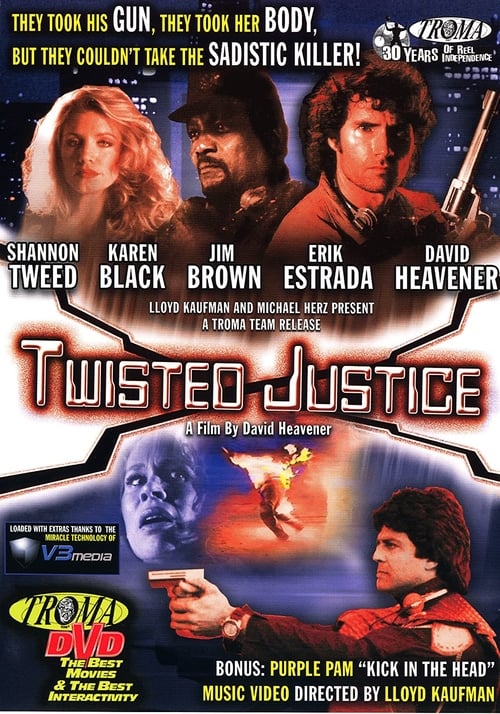 THEY TOOK HIS GUN, THEY TOOK HER BODY,
BUT THEY COULDN'T TAKE THE SADISTIC KILLER!
TROMA
30 YEARS OF REEL INDEPENDENCE
SHANNON TWEED
KAREN BLACK
JIM BROWN
ERIK ESTRADA
DAVID HEAVENER
LLOYD KAUFMAN AND MICHAEL HERZ PRESENT
A TROMA TEAM RELEASE
TWISTED JUSTICE
A Film By David Heavener
LOADED WITH EXTRAS THANKS TO THE
MIRACLE TECHNOLOGY OF
V3MEDIA
TROMA
DVD
THE BEST
MOVIES
& THE BEST
INTERACTIVITY
BONUS: PURPLE PAM "KICK IN THE HEAD"
MUSIC VIDEO DIRECTED BY LLOYD KAUFMAN